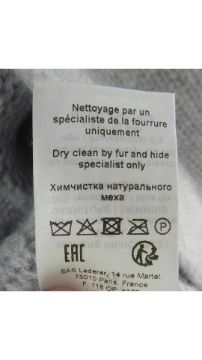 Nettoyage par un
spécialiste de la fourrure
uniquement
Dry clean by fur and hide
specialist only
Химчистка натурального
меха
P
EAC
SAS Lederer, 14 rue Martel,
75010 Paris, France